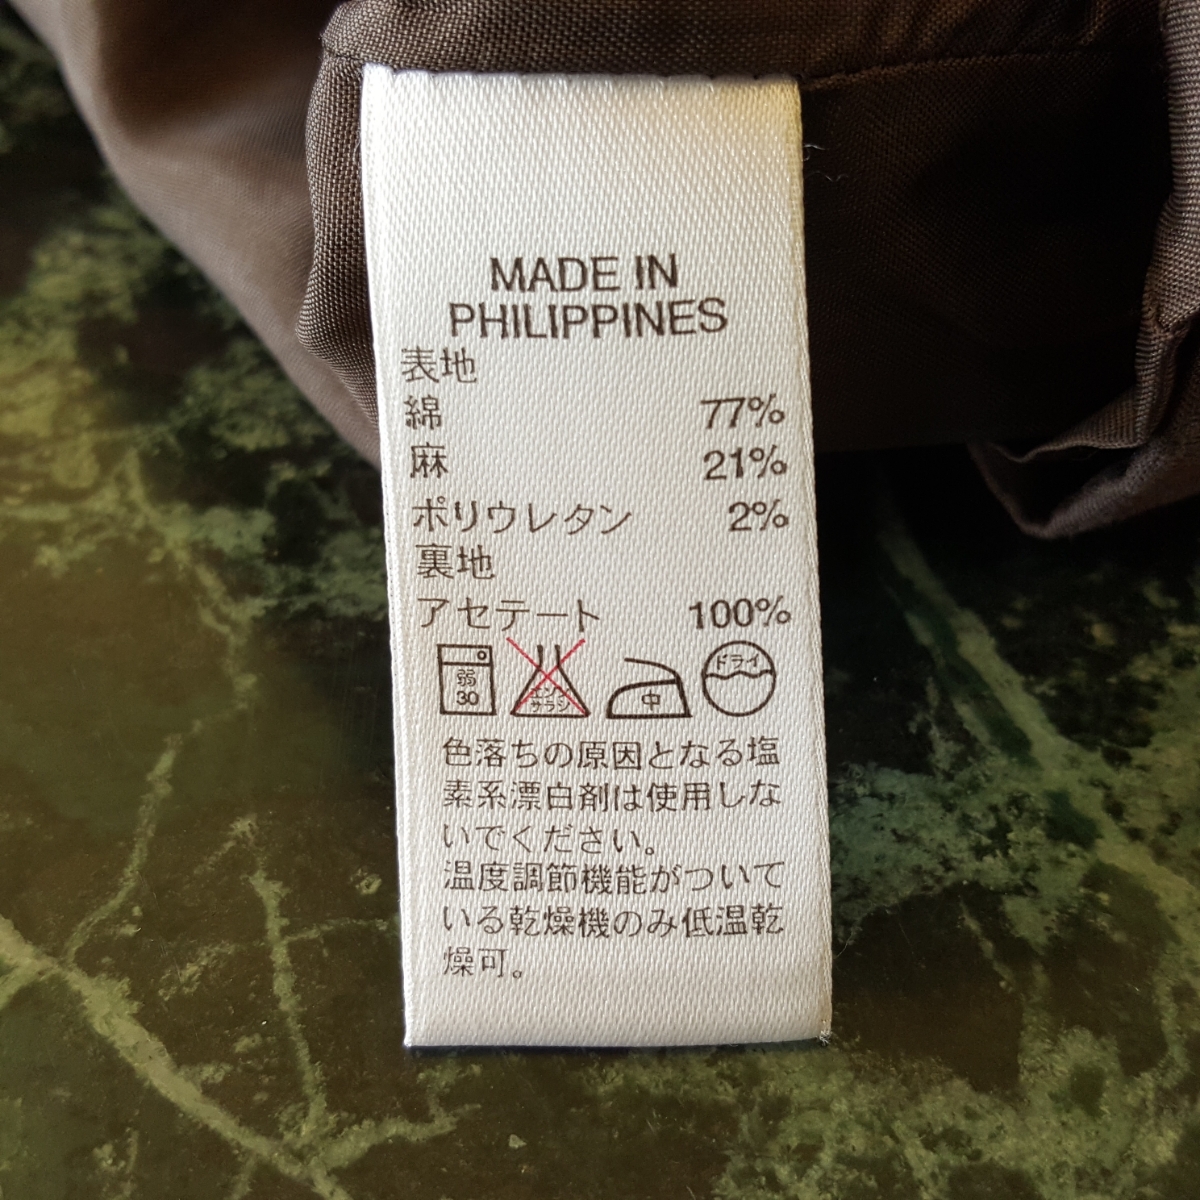 MADE IN
PHILIPPINES
表地
綿 77%
麻 21%
ポリウレタン 2%
裏地
アセテート 100%
弱 エンソ 中 ドライ
30 サラシ
色落ちの原因となる塩
素系漂白剤は使用しな
いでください。
温度調節機能がついて
いる乾燥機のみ低温乾
燥可。